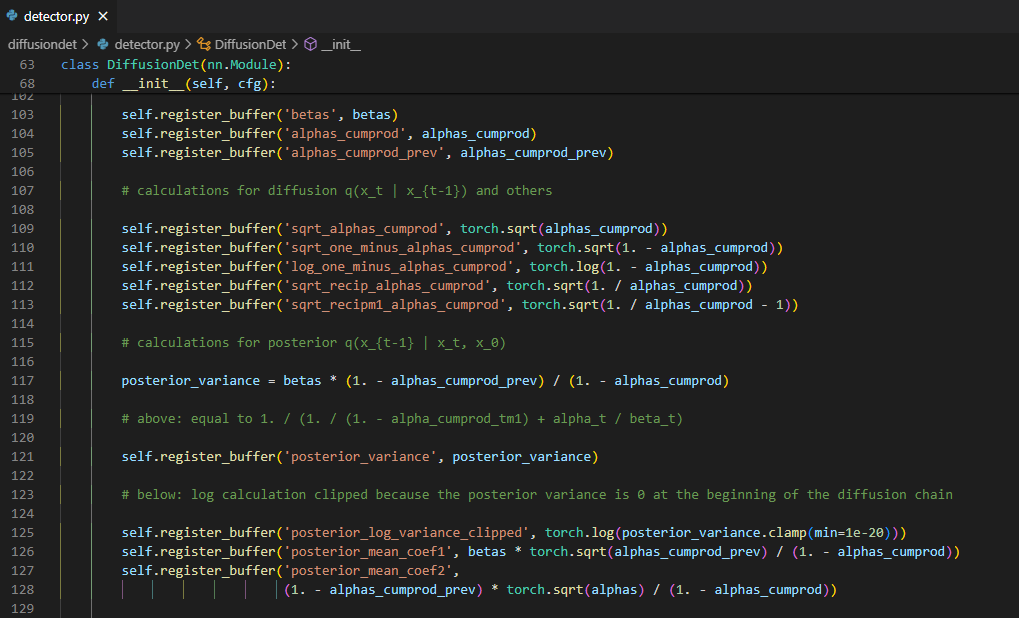 detector.py
diffusiondet > detector.py > DiffusionDet > __init__
63 class DiffusionDet(nn.Module):
68 def __init__(self, cfg):
102
103 self.register_buffer('betas', betas)
104 self.register_buffer('alphas_cumprod', alphas_cumprod)
105 self.register_buffer('alphas_cumprod_prev', alphas_cumprod_prev)
106
107 # calculations for diffusion q(x_t | x_{t-1}) and others
108
109 self.register_buffer('sqrt_alphas_cumprod', torch.sqrt(alphas_cumprod))
110 self.register_buffer('sqrt_one_minus_alphas_cumprod', torch.sqrt(1. - alphas_cumprod))
111 self.register_buffer('log_one_minus_alphas_cumprod', torch.log(1. - alphas_cumprod))
112 self.register_buffer('sqrt_recip_alphas_cumprod', torch.sqrt(1. / alphas_cumprod))
113 self.register_buffer('sqrt_recipm1_alphas_cumprod', torch.sqrt(1. / alphas_cumprod - 1))
114
115 # calculations for posterior q(x_{t-1} | x_t, x_0)
116
117 posterior_variance = betas * (1. - alphas_cumprod_prev) / (1. - alphas_cumprod)
118
119 # above: equal to 1. / (1. / (1. - alpha_cumprod_tm1) + alpha_t / beta_t)
120
121 self.register_buffer('posterior_variance', posterior_variance)
122
123 # below: log calculation clipped because the posterior variance is 0 at the beginning of the diffusion chain
124
125 self.register_buffer('posterior_log_variance_clipped', torch.log(posterior_variance.clamp(min=1e-20)))
126 self.register_buffer('posterior_mean_coef1', betas * torch.sqrt(alphas_cumprod_prev) / (1. - alphas_cumprod))
127 self.register_buffer('posterior_mean_coef2',
128 (1. - alphas_cumprod_prev) * torch.sqrt(alphas) / (1. - alphas_cumprod))
129